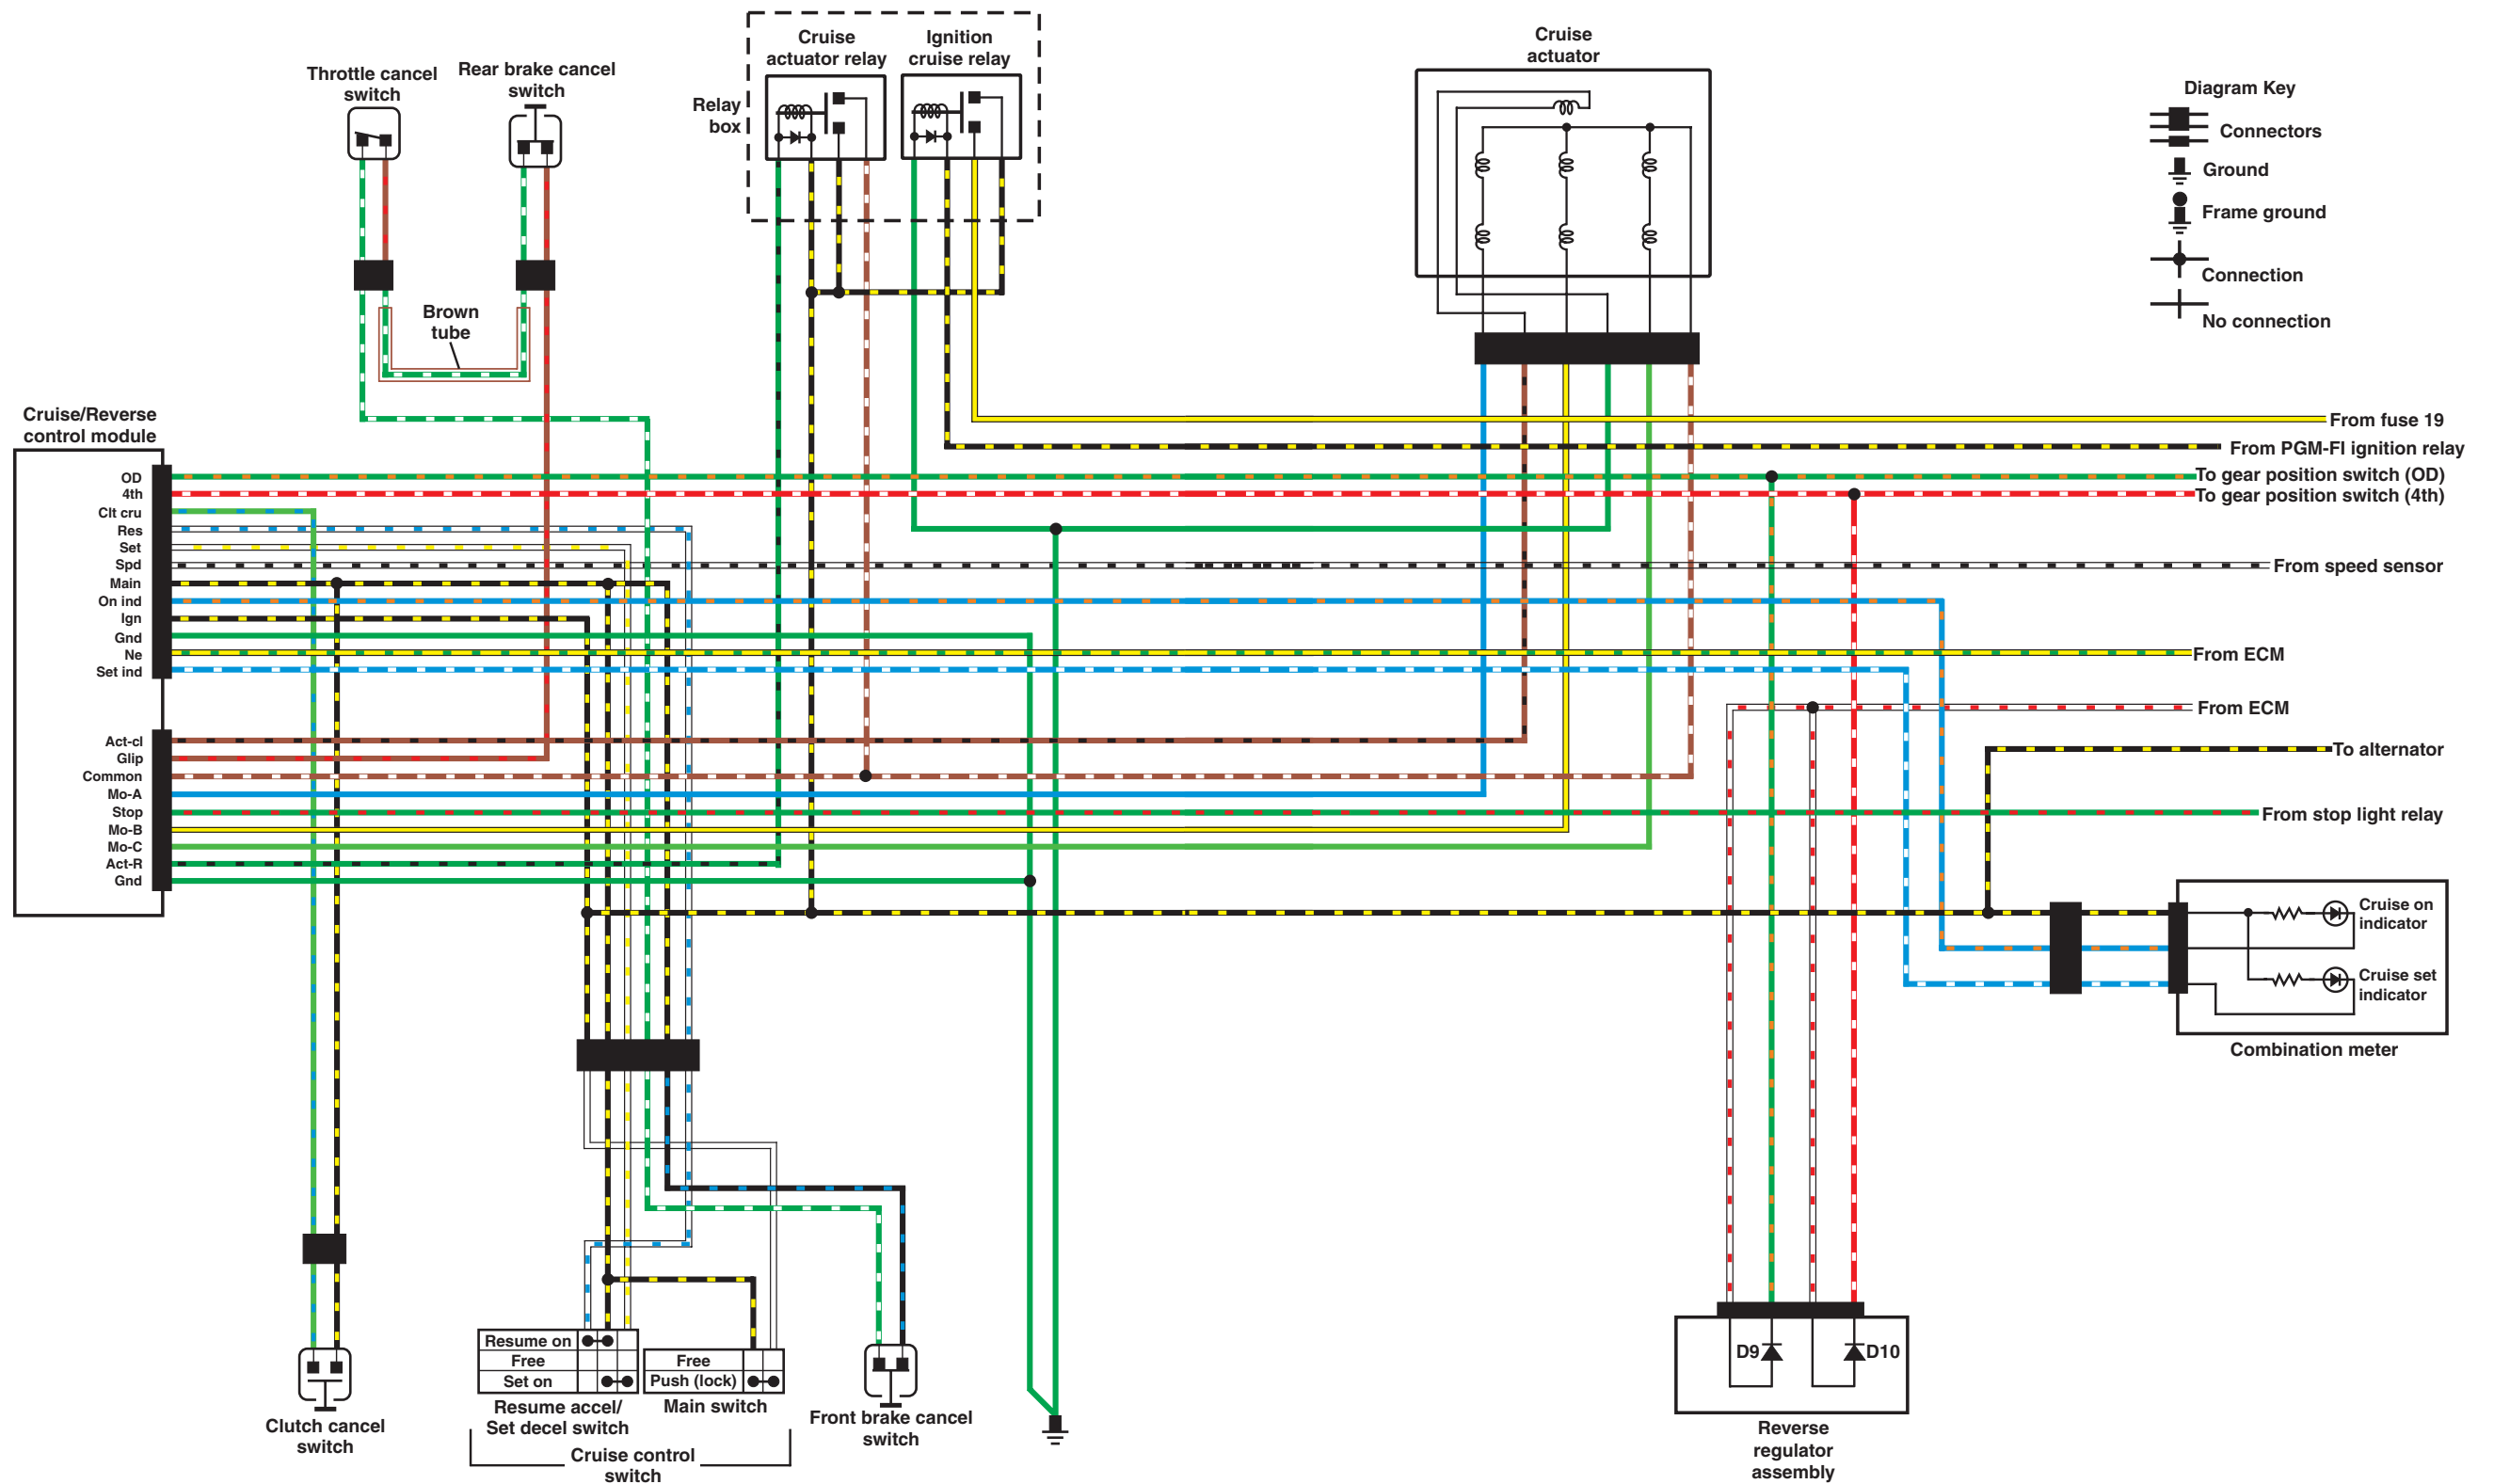 Cruise
actuator relay
Ignition
cruise relay
Cruise
actuator
Throttle cancel
switch
Rear brake cancel
switch
Relay
box
Diagram Key
Connectors
Ground
Frame ground
Connection
No connection
Brown
tube
Cruise/Reverse
control module
From fuse 19
From PGM-FI ignition relay
To gear position switch (OD)
To gear position switch (4th)
OD
4th
Clt cru
Res
Set
Spd
Main
On ind
Ign
Gnd
Ne
Set ind
From speed sensor
From ECM
From ECM
To alternator
From stop light relay
Act-cl
Glip
Common
Mo-A
Stop
Mo-B
Mo-C
Act-R
Gnd
Cruise on
indicator
Cruise set
indicator
Combination meter
Resume on
Free
Set on
Free
Push (lock)
Resume accel/
Set decel switch
Main switch
Cruise control
switch
Clutch cancel
switch
Front brake cancel
switch
D9
D10
Reverse
regulator
assembly